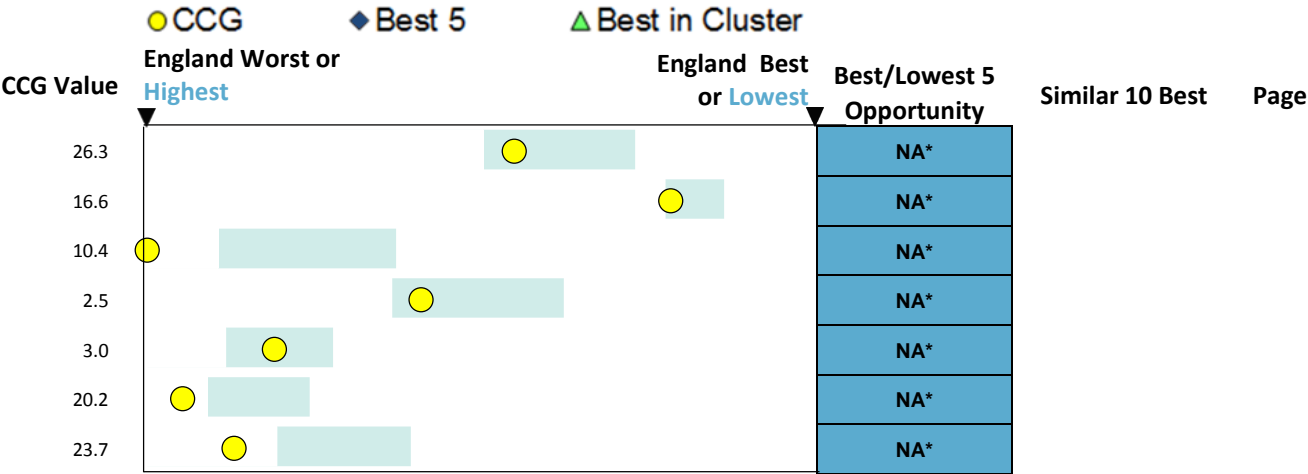 CCG Best 5 Best in Cluster
CCG Value England Worst or Highest England Best or Lowest Best/Lowest 5 Opportunity Similar 10 Best Page
26.3 NA*
16.6 NA*
10.4 NA*
2.5 NA*
3.0 NA*
20.2 NA*
23.7 NA*